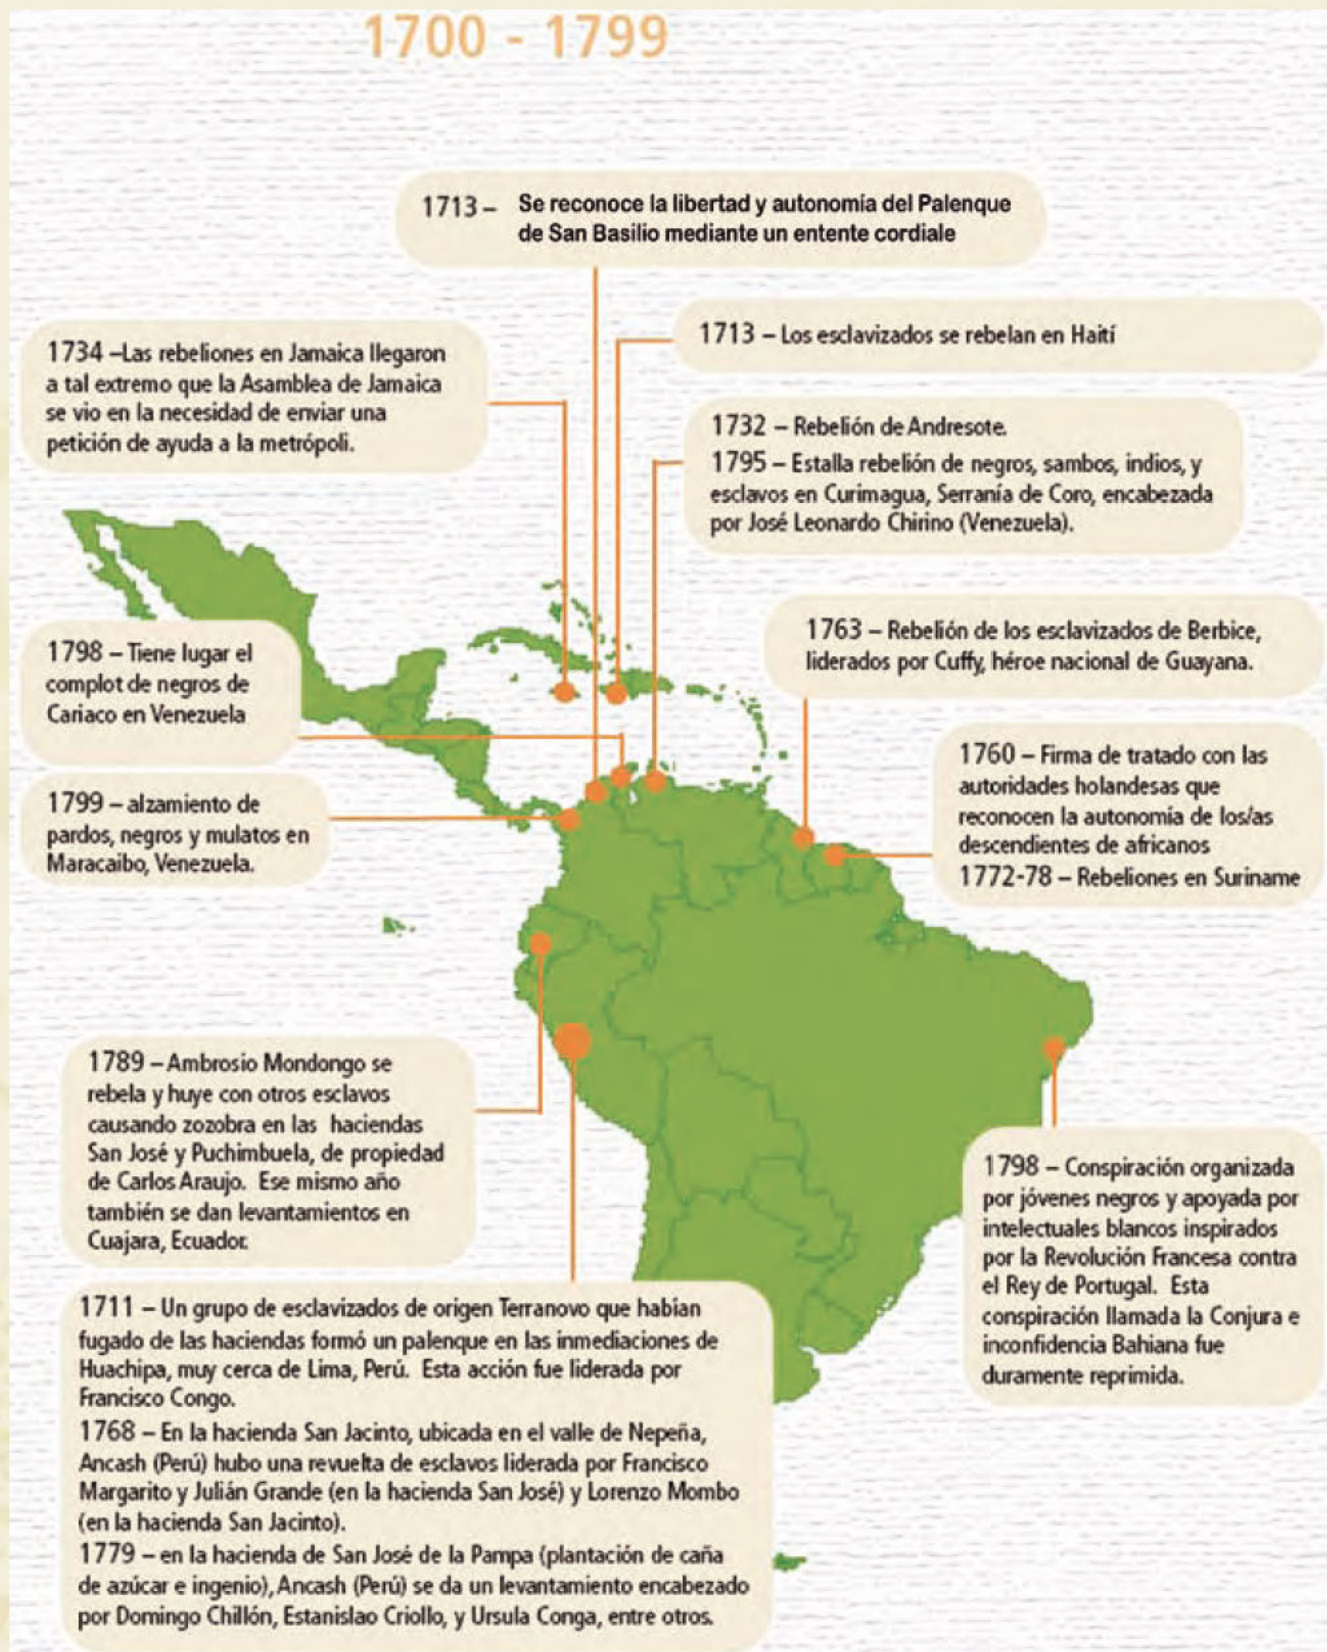 1700 - 1799
1713 – Se reconoce la libertad y autonomía del Palenque
de San Basilio mediante un entente cordiale
1713 – Los esclavizados se rebelan en Haití
1734 –Las rebeliones en Jamaica llegaron
a tal extremo que la Asamblea de Jamaica
se vio en la necesidad de enviar una
petición de ayuda a la metrópoli.
1732 – Rebelión de Andresote.
1795 – Estalla rebelión de negros, sambos, indios, y
esclavos en Curimagua, Serranía de Coro, encabezada
por José Leonardo Chirino (Venezuela).
1763 – Rebelión de los esclavizados de Berbice,
liderados por Cuffy, héroe nacional de Guayana.
1798 – Tiene lugar el
complot de negros de
Cariaco en Venezuela
1760 – Firma de tratado con las
autoridades holandesas que
reconocen la autonomía de los/as
descendientes de africanos
1772-78 – Rebeliones en Suriname
1799 – alzamiento de
pardos, negros y mulatos en
Maracaibo, Venezuela.
1789 – Ambrosio Mondongo se
rebela y huye con otros esclavos
causando zozobra en las haciendas
San José y Puchimbuela, de propiedad
de Carlos Araujo. Ese mismo año
también se dan levantamientos en
Cuajara, Ecuador.
1798 – Conspiración organizada
por jóvenes negros y apoyada por
intelectuales blancos inspirados
por la Revolución Francesa contra
el Rey de Portugal. Esta
conspiración llamada la Conjura e
inconfidencia Bahiana fue
duramente reprimida.
1711 – Un grupo de esclavizados de origen Terranovo que habían
fugado de las haciendas formó un palenque en las inmediaciones de
Huachipa, muy cerca de Lima, Perú. Esta acción fue liderada por
Francisco Congo.
1768 – En la hacienda San Jacinto, ubicada en el valle de Nepeña,
Ancash (Perú) hubo una revuelta de esclavos liderada por Francisco
Margarito y Julián Grande (en la hacienda San José) y Lorenzo Mombo
(en la hacienda San Jacinto).
1779 – en la hacienda de San José de la Pampa (plantación de caña
de azúcar e ingenio), Ancash (Perú) se da un levantamiento encabezado
por Domingo Chillón, Estanislao Criollo, y Ursula Conga, entre otros.